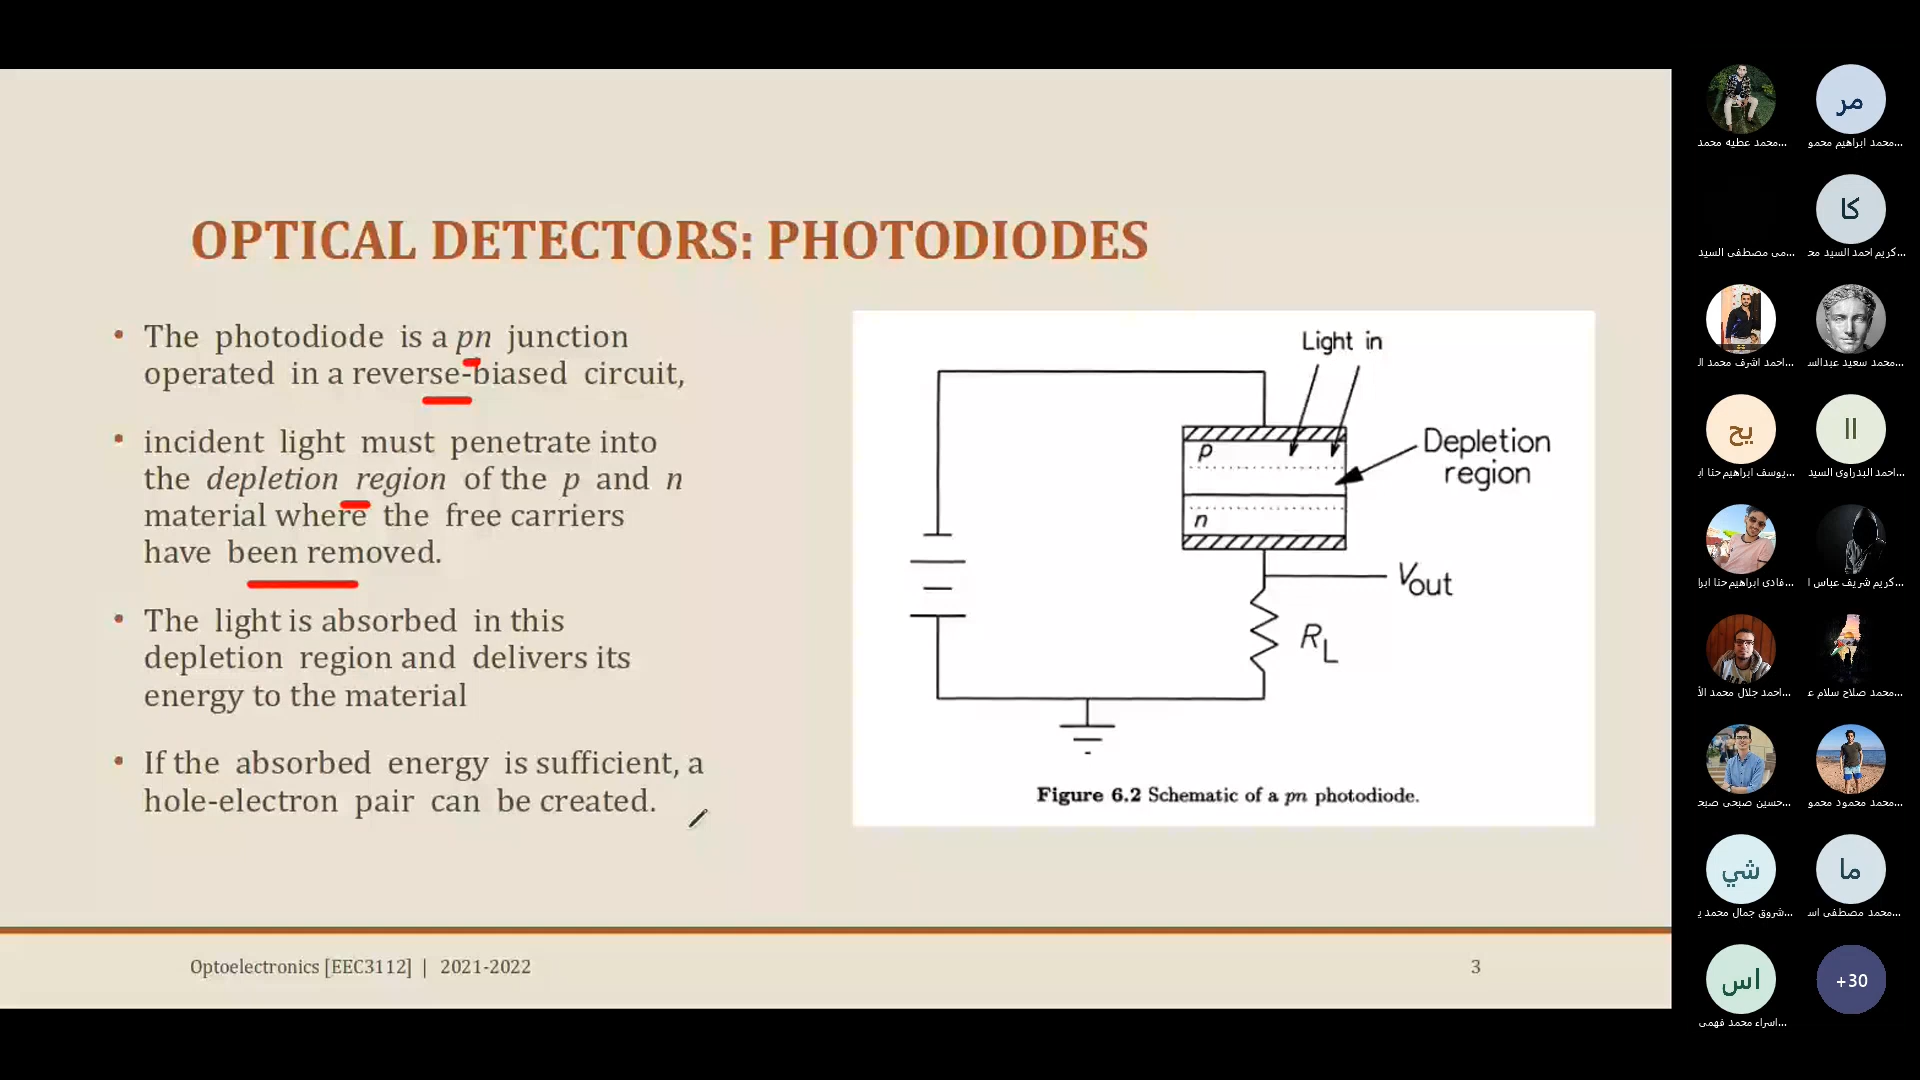 OPTICAL DETECTORS: PHOTODIODES
• The photodiode is a pn junction
operated in a reverse-biased circuit,
• incident light must penetrate into
the depletion region of the p and n
material where the free carriers
have been removed.
• The light is absorbed in this
depletion region and delivers its
energy to the material
• If the absorbed energy is sufficient, a
hole-electron pair can be created.
Light in
p
Depletion
region
n
Vout
RL
Figure 6.2 Schematic of a pn photodiode.
Optoelectronics [EEC3112] | 2021-2022
3
مر
محمد عطيه محمد...
محمد ابراهيم محمو...
كا
مى مصطفى السيد...
كريم احمد السيد مح...
احمد اشرف محمد ال...
محمد سعيد عبدالس...
يح
اا
يوسف ابراهيم حنا اب...
احمد البدراوى السيد...
فادى ابراهيم حنا ابرا...
كريم شريف عباس ا...
احمد جلال محمد الأ...
محمد صلاح سلام ع...
حسين صبحى صبح...
محمد محمود محمو...
شي
ما
شروق جمال محمد ي...
محمد مصطفى اس...
اس
+30
اسراء محمد فهمى...